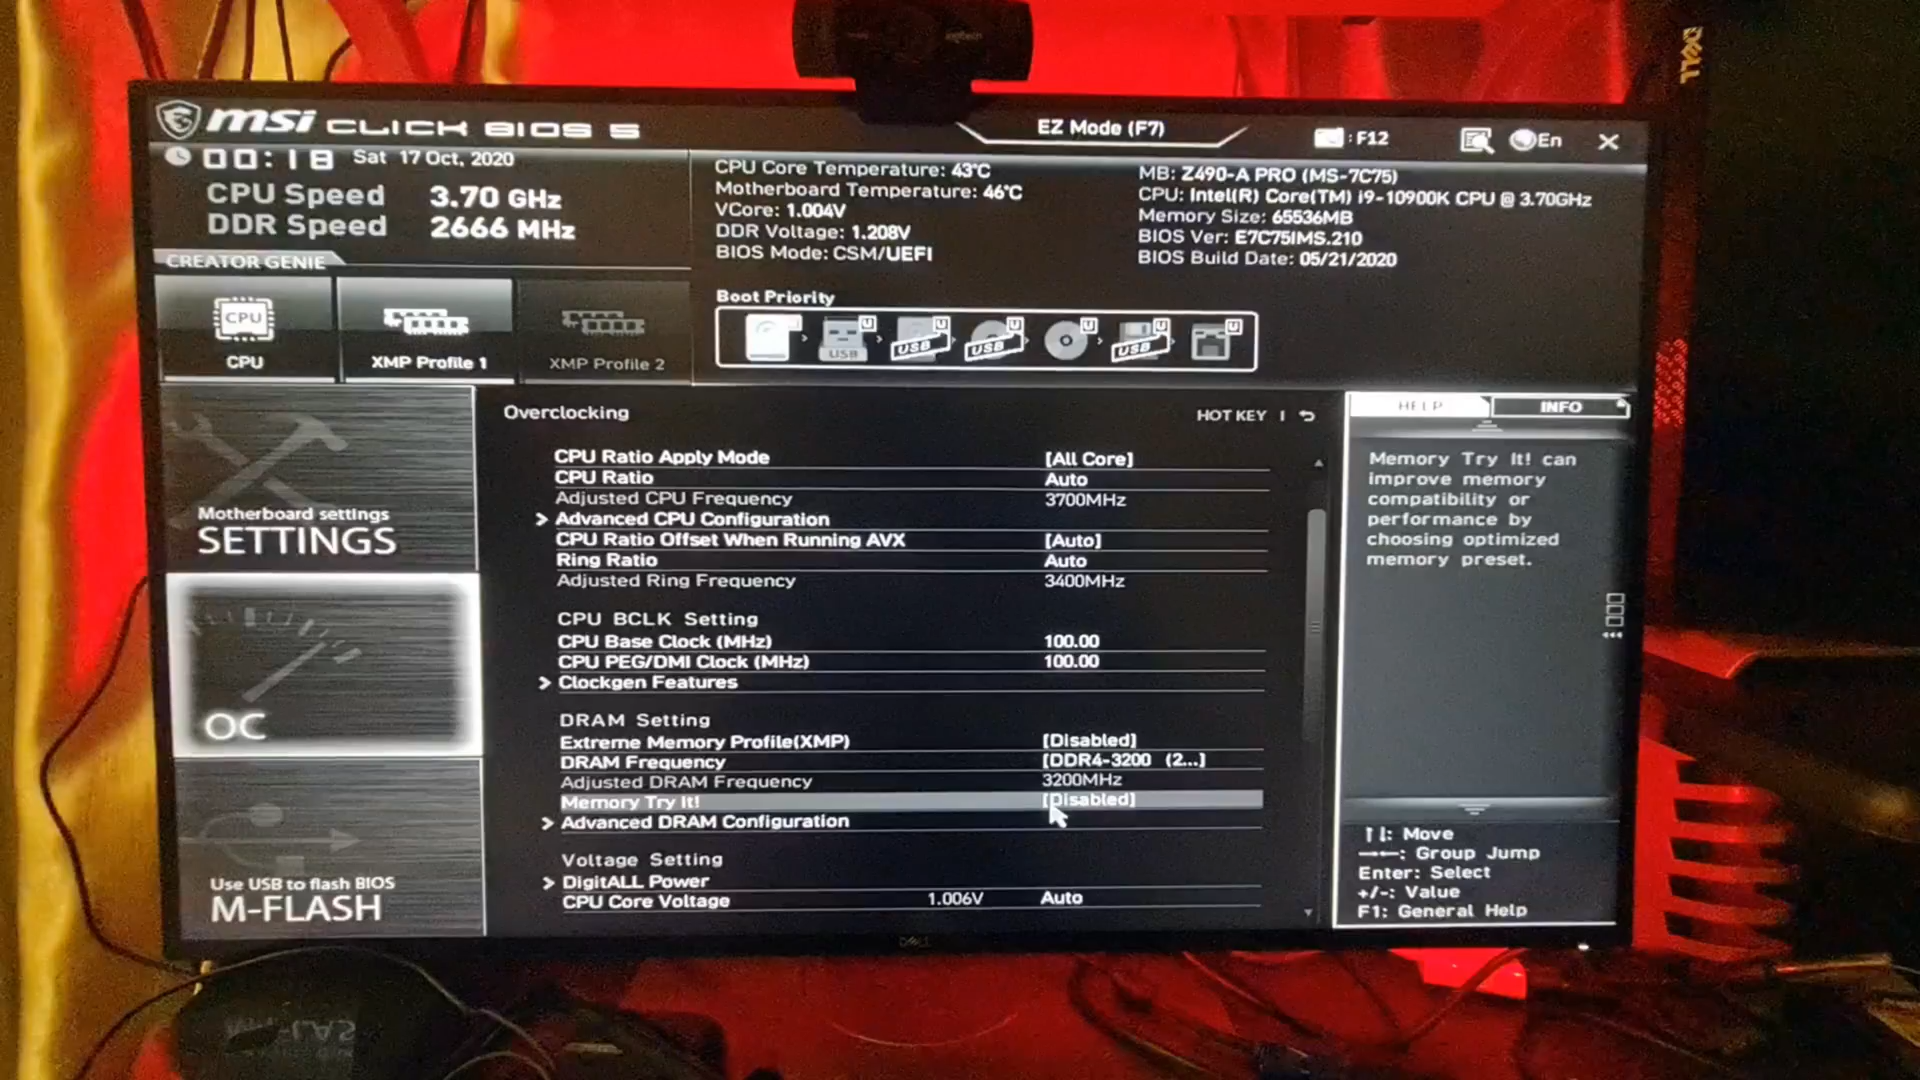 logitech
DELL
msi CLICK BIOS 5
EZ Mode (F7)
: F12
En
X
00:18 Sat 17 Oct, 2020
CPU Speed 3.70 GHz
DDR Speed 2666 MHz
CPU Core Temperature: 43°C
Motherboard Temperature: 46°C
VCore: 1.004V
DDR Voltage: 1.208V
BIOS Mode: CSM/UEFI
MB: Z490-A PRO (MS-7C75)
CPU: Intel(R) Core(TM) i9-10900K CPU @ 3.70GHz
Memory Size: 65536MB
BIOS Ver: E7C75IMS.210
BIOS Build Date: 05/21/2020
CREATOR GENIE
CPU
CPU
XMP Profile 1
XMP Profile 2
Boot Priority
U
USB
U
USB
U
USB
U
U
USB
U
Motherboard settings
SETTINGS
OC
Use USB to flash BIOS
M-FLASH
Overclocking
HOT KEY |
CPU Ratio Apply Mode [All Core]
CPU Ratio Auto
Adjusted CPU Frequency 3700MHz
> Advanced CPU Configuration
CPU Ratio Offset When Running AVX [Auto]
Ring Ratio Auto
Adjusted Ring Frequency 3400MHz
CPU BCLK Setting
CPU Base Clock (MHz) 100.00
CPU PEG/DMI Clock (MHz) 100.00
> Clockgen Features
DRAM Setting
Extreme Memory Profile(XMP) [Disabled]
DRAM Frequency [DDR4-3200 (2...]
Adjusted DRAM Frequency 3200MHz
Memory Try It! [Disabled]
> Advanced DRAM Configuration
Voltage Setting
> DigitALL Power
CPU Core Voltage 1.006V Auto
HELP
INFO
Memory Try It! can
improve memory
compatibility or
performance by
choosing optimized
memory preset.
↑↓: Move
→←: Group Jump
Enter: Select
+/-: Value
F1: General Help
DELL